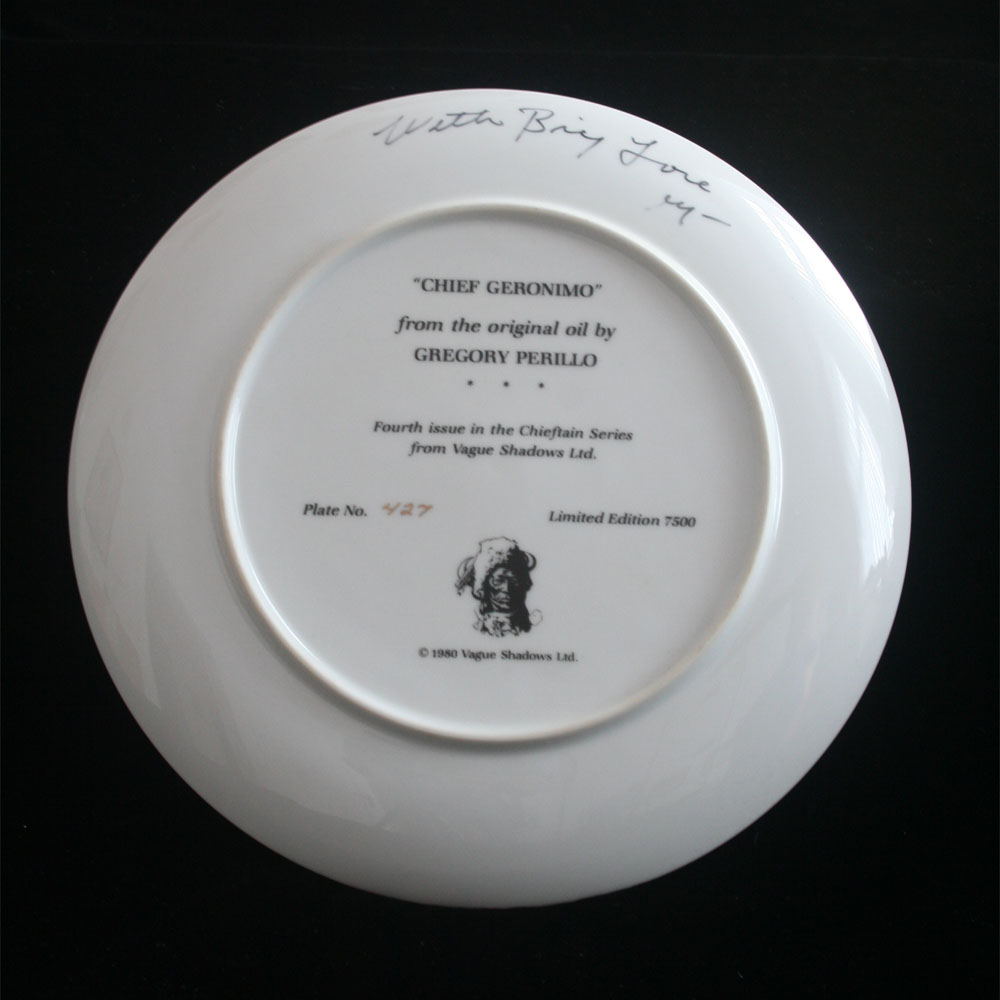 With Big Love
"CHIEF GERONIMO"
from the original oil by
GREGORY PERILLO
* * *
Fourth issue in the Chieftain Series
from Vague Shadows Ltd.
Plate No. 427
Limited Edition 7500
© 1980 Vague Shadows Ltd.